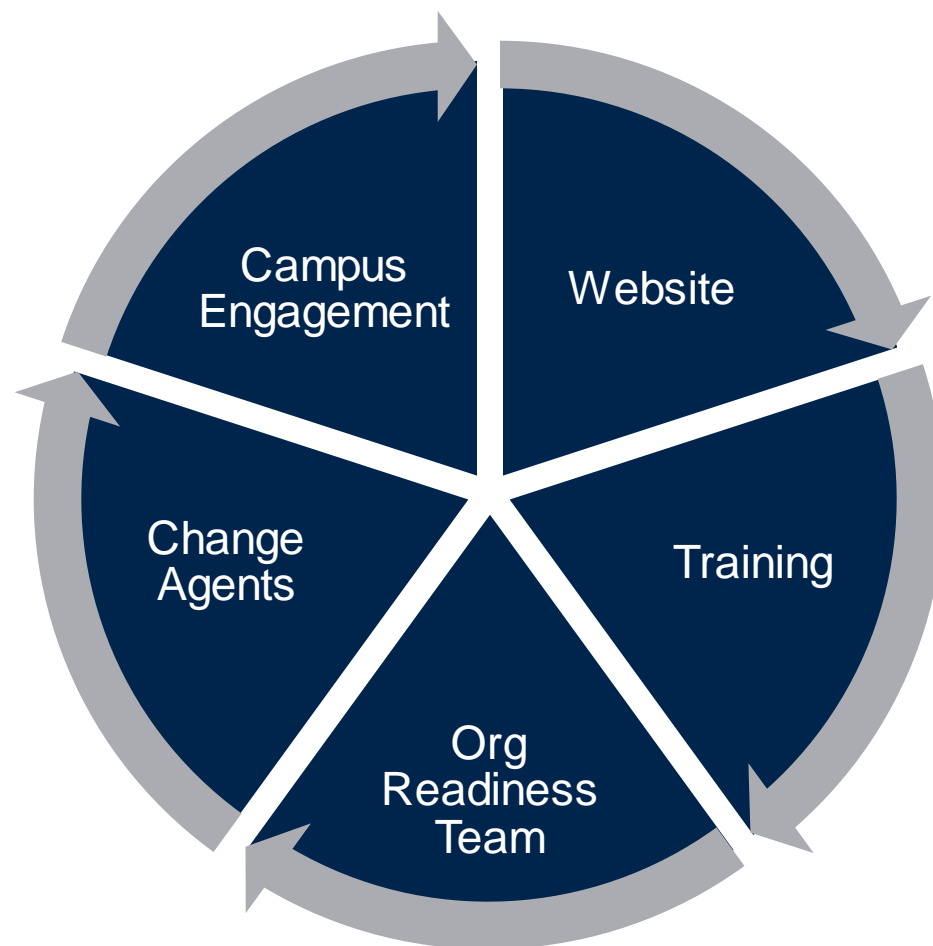 Campus
Engagement
Website
Training
Org
Readiness
Team
Change
Agents